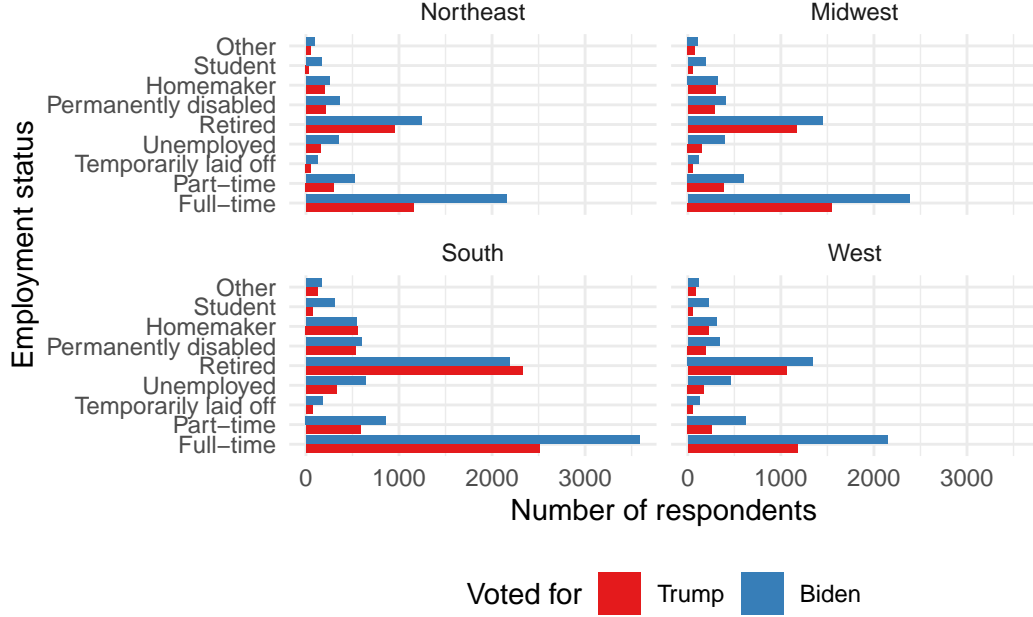 Northeast
Midwest
Other
Student
Homemaker
Permanently disabled
Retired
Unemployed
Temporarily laid off
Part−time
Full−time
South
West
Other
Student
Homemaker
Permanently disabled
Retired
Unemployed
Temporarily laid off
Part−time
Full−time
0 1000 2000 3000
0 1000 2000 3000
Employment status
Number of respondents
Voted for Trump Biden